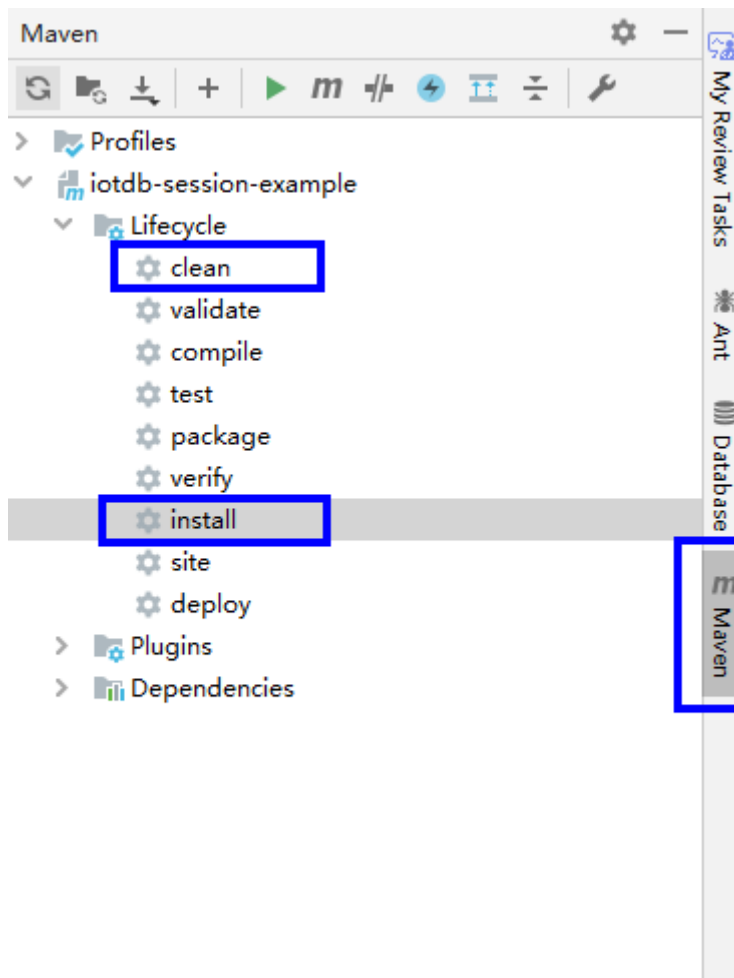 Maven
Profiles
iotdb-session-example
Lifecycle
clean
validate
compile
test
package
verify
install
site
deploy
Plugins
Dependencies
My Review Tasks
Ant
Database
Maven